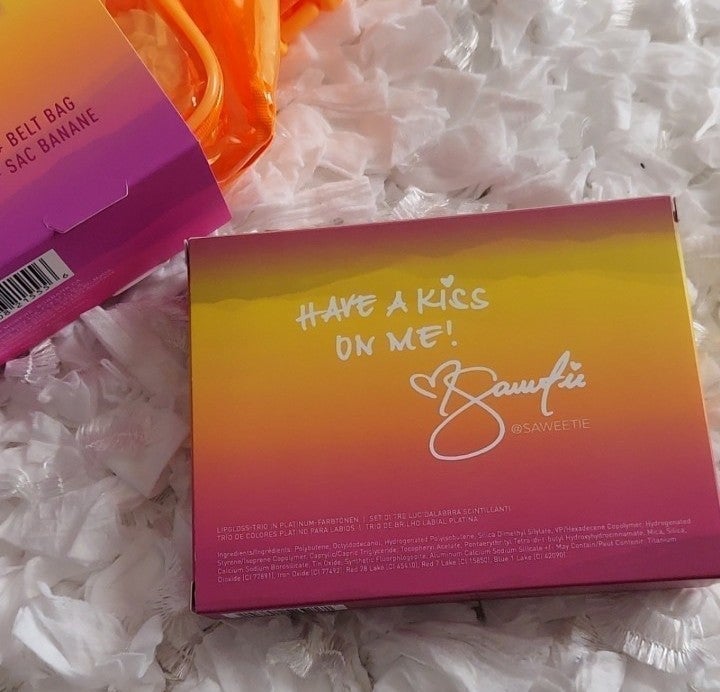 + BELT BAG
+ SAC BANANE
HAVE A KISS
ON ME!
Saweetie
@SAWEETIE
LIPGLOSS-TRIO IN PLATINUM-FARBTÖNEN | SET DI TRE LUCIDALABBRA SCINTILLANTI
TRÍO DE COLORES PLATINO PARA LABIOS | TRIO DE BRILHO LABIAL PLATINA
Ingredients/Ingrédients: Polybutene, Octyldodecanol, Hydrogenated Polyisobutene, Silica Dimethyl Silylate, VP/Hexadecene Copolymer, Hydrogenated
Styrene/Isoprene Copolymer, Caprylic/Capric Triglyceride, Tocopheryl Acetate, Pentaerythrityl Tetra-di-t-butyl Hydroxyhydrocinnamate, Mica, Silica,
Calcium Sodium Borosilicate, Tin Oxide, Synthetic Fluorphlogopite, Aluminum Calcium Sodium Silicate +/- May Contain/Peut Contenir: Titanium
Dioxide (CI 77891), Iron Oxide (CI 77492), Red 28 Lake (CI 45410), Red 7 Lake (CI 15850), Blue 1 Lake (CI 42090).